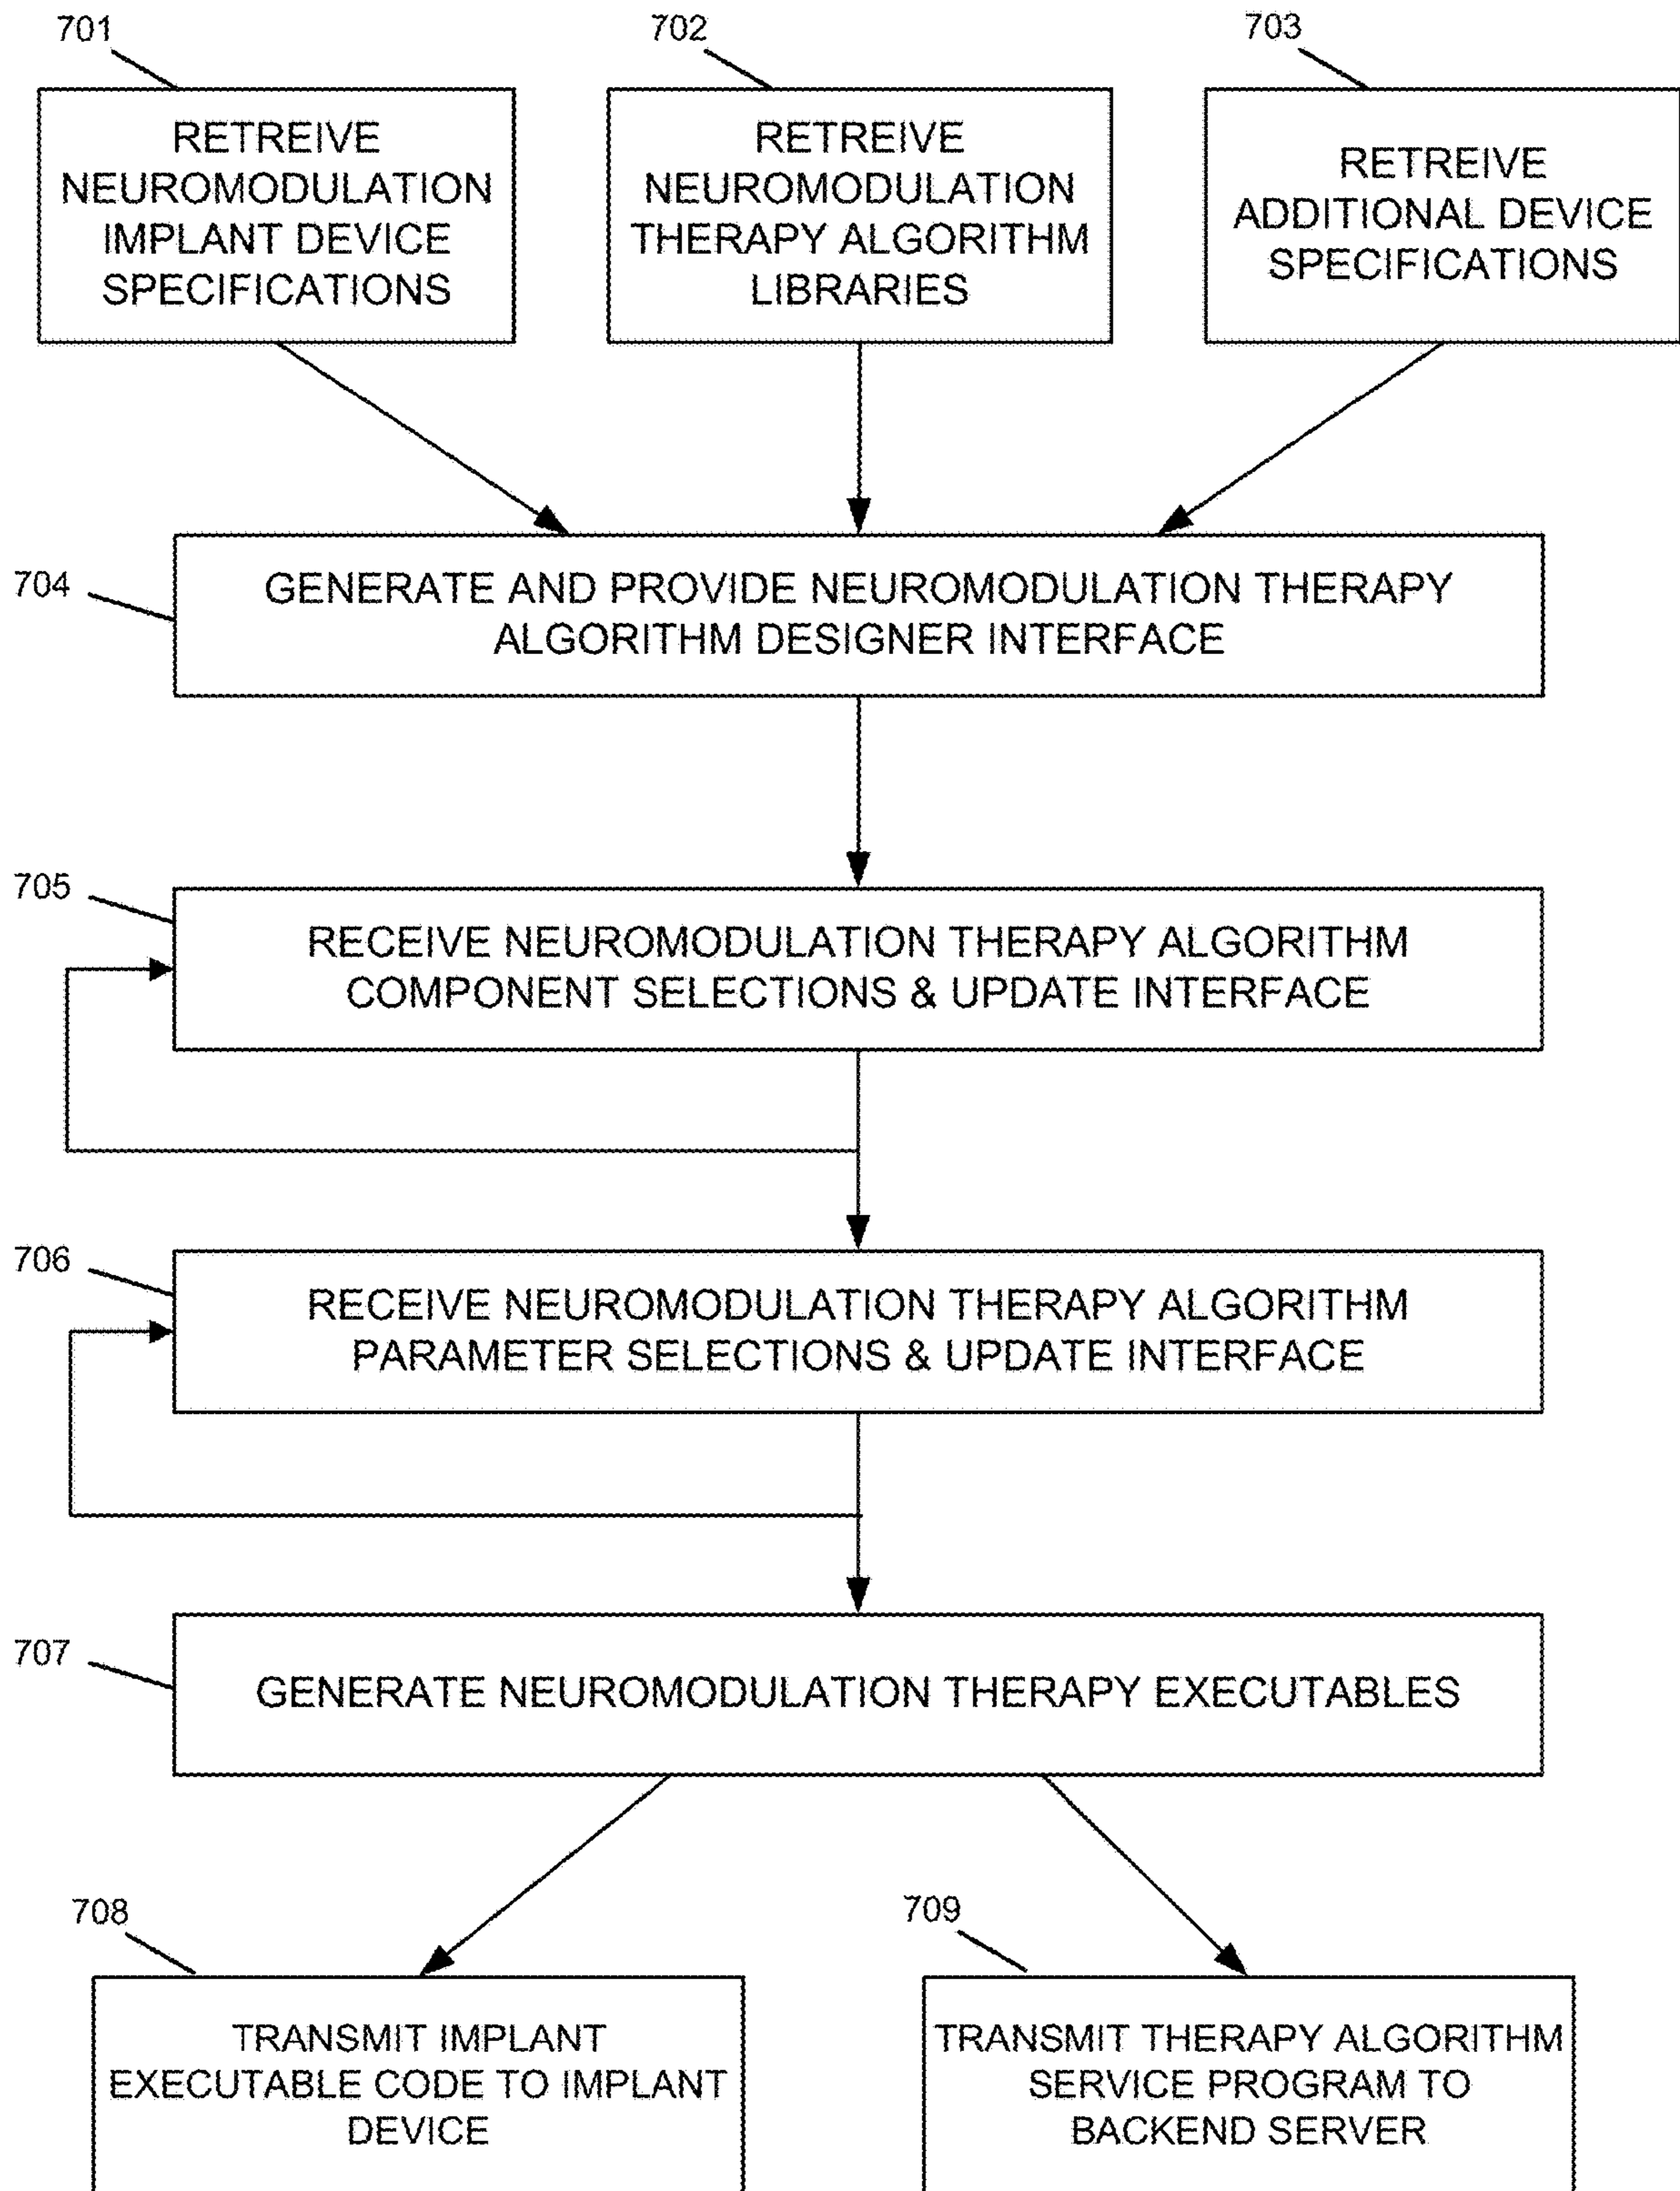 701
RETREIVE
NEUROMODULATION
IMPLANT DEVICE
SPECIFICATIONS
702
RETREIVE
NEUROMODULATION
THERAPY ALGORITHM
LIBRARIES
703
RETREIVE
ADDITIONAL DEVICE
SPECIFICATIONS
704
GENERATE AND PROVIDE NEUROMODULATION THERAPY
ALGORITHM DESIGNER INTERFACE
705
RECEIVE NEUROMODULATION THERAPY ALGORITHM
COMPONENT SELECTIONS & UPDATE INTERFACE
706
RECEIVE NEUROMODULATION THERAPY ALGORITHM
PARAMETER SELECTIONS & UPDATE INTERFACE
707
GENERATE NEUROMODULATION THERAPY EXECUTABLES
708
TRANSMIT IMPLANT
EXECUTABLE CODE TO IMPLANT
DEVICE
709
TRANSMIT THERAPY ALGORITHM
SERVICE PROGRAM TO
BACKEND SERVER